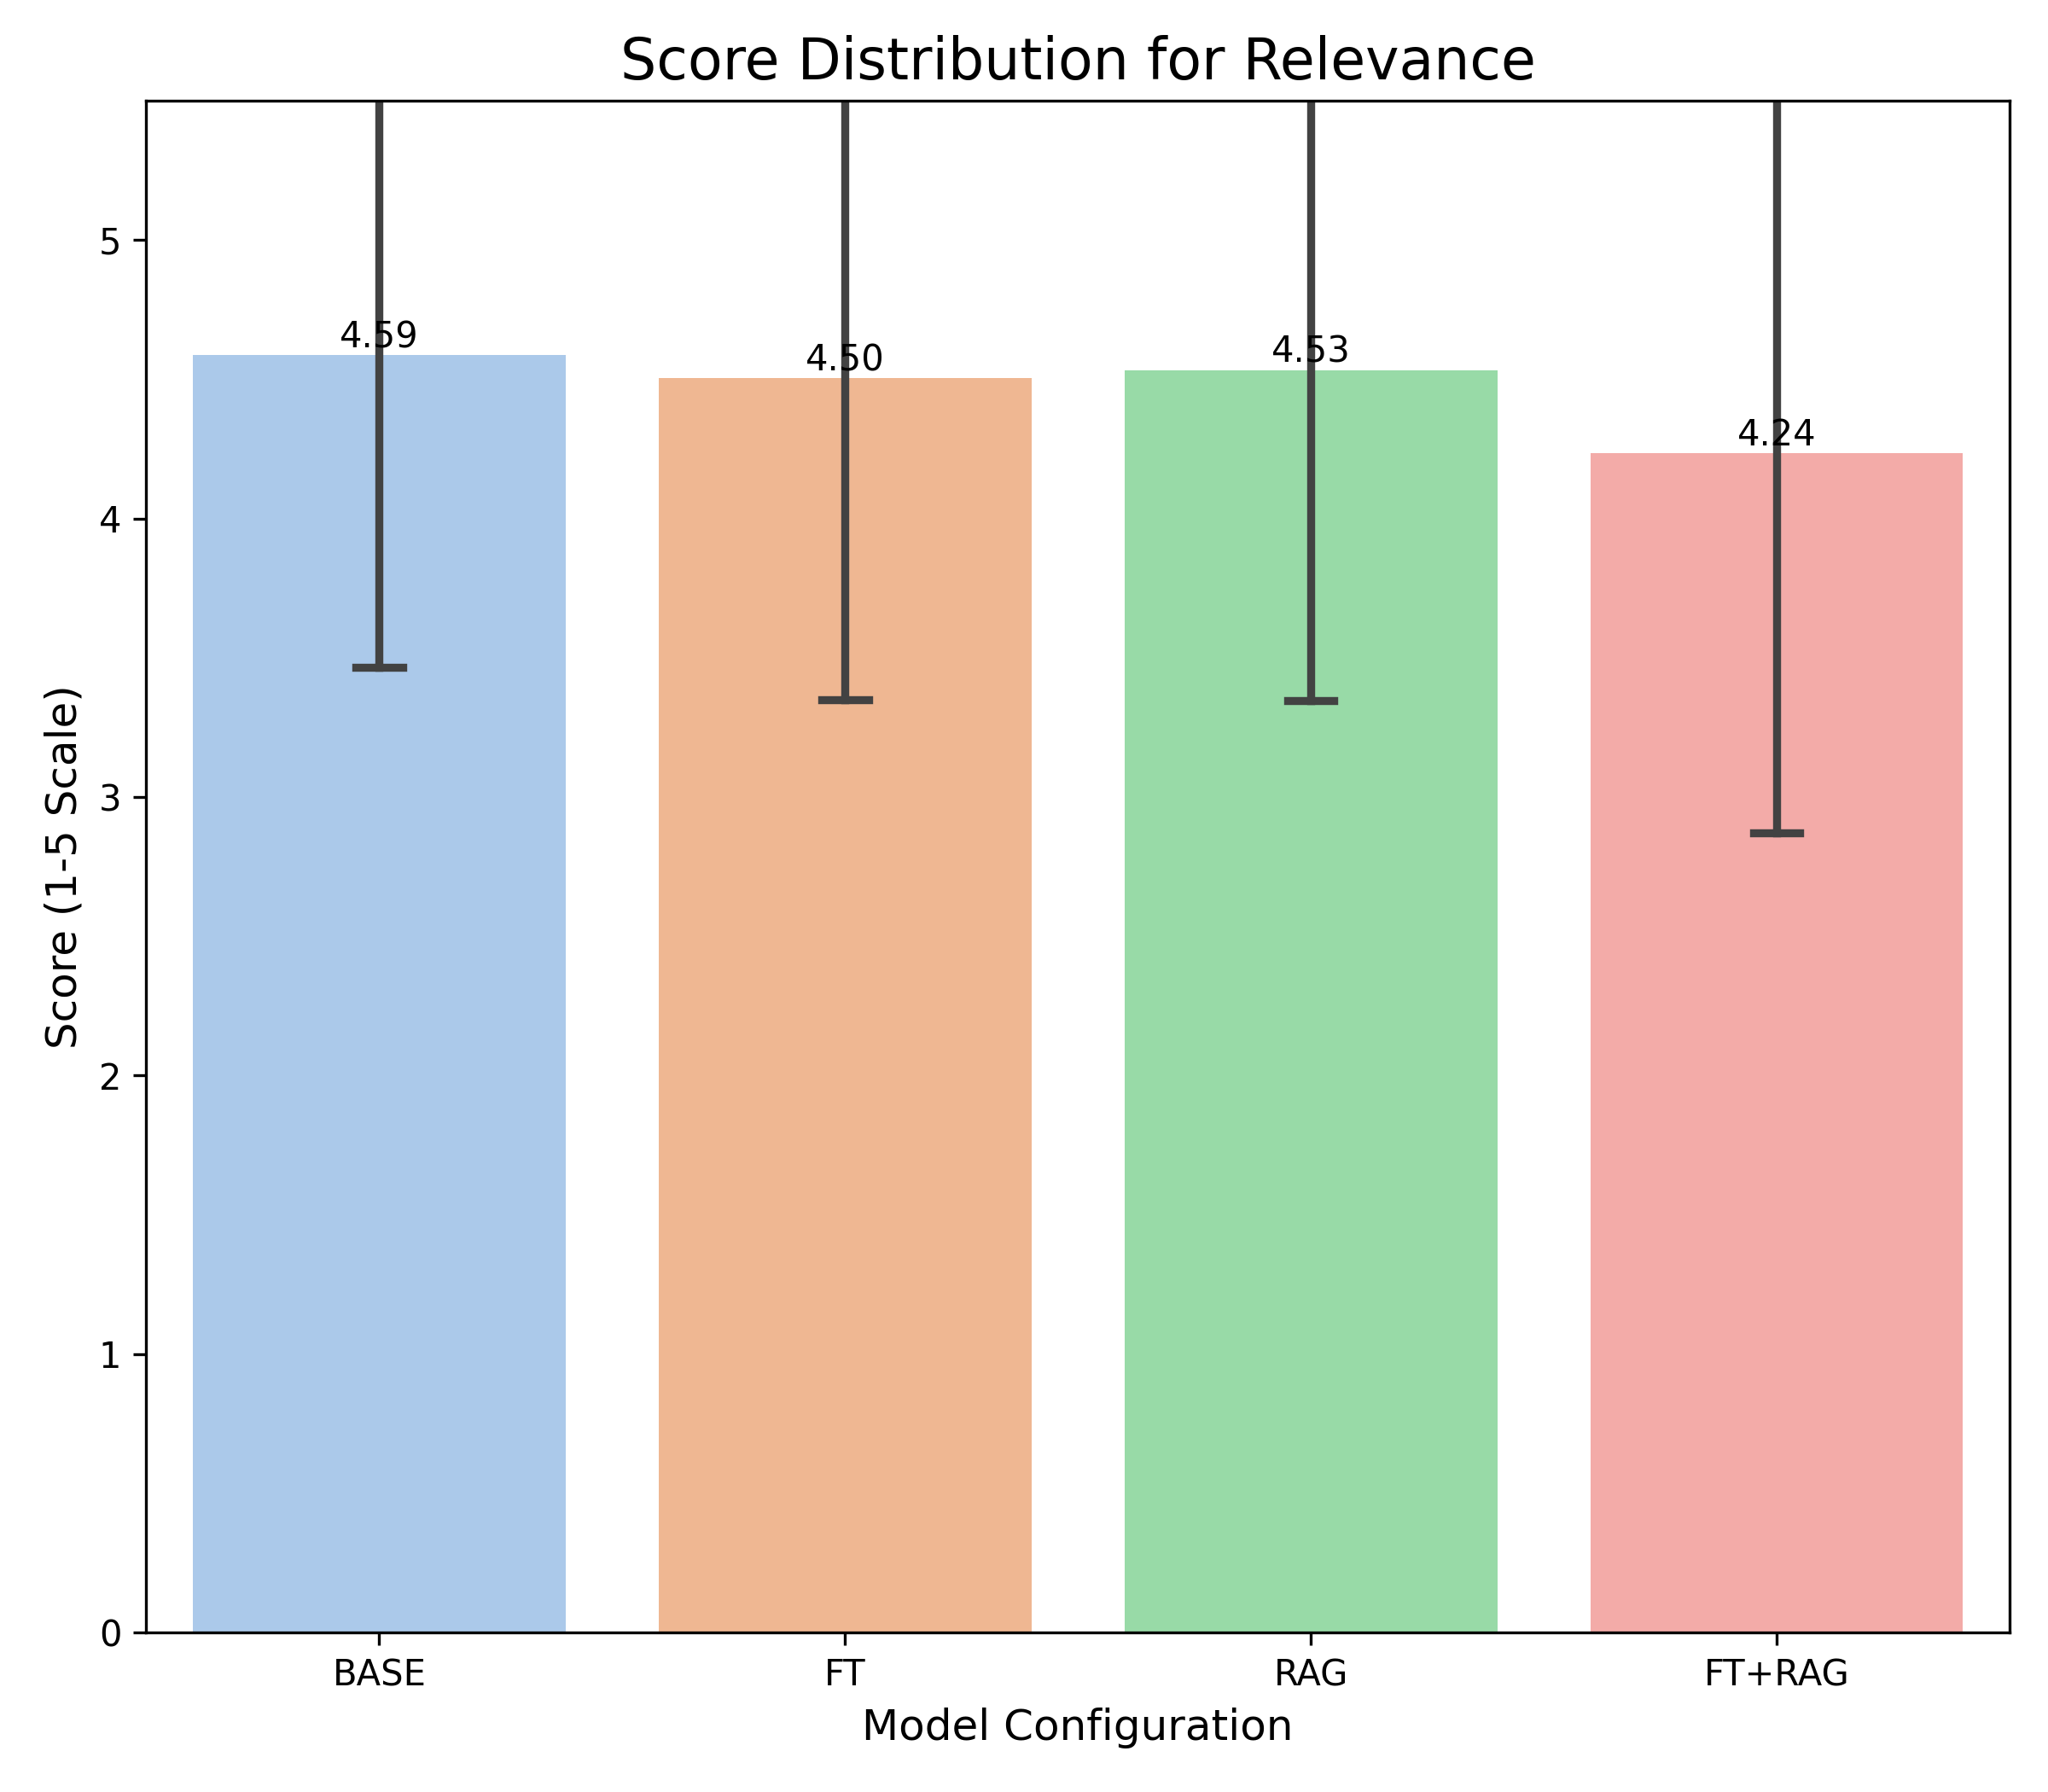 Score Distribution for Relevance
Score (1-5 Scale)
5
4
3
2
1
0
4.59
4.50
4.53
4.24
BASE
FT
RAG
FT+RAG
Model Configuration